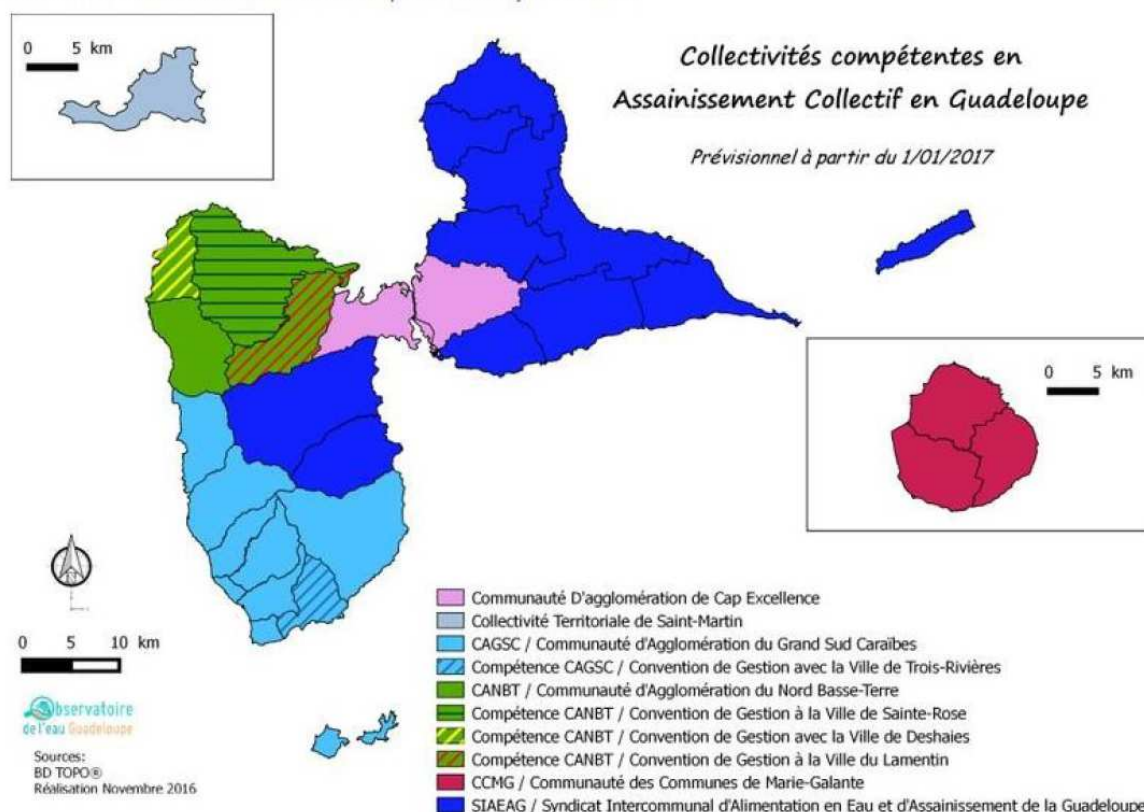 0 5 km
Collectivités compétentes en
Assainissement Collectif en Guadeloupe
Prévisionnel à partir du 1/01/2017
0 5 km
0 5 10 km
Observatoire
de l'eau Guadeloupe
Sources:
BD TOPO®
Réalisation Novembre 2016
Communauté D'agglomération de Cap Excellence
Collectivité Territoriale de Saint-Martin
CAGSC / Communauté d'Agglomération du Grand Sud Caraïbes
Compétence CAGSC / Convention de Gestion avec la Ville de Trois-Rivières
CANBT / Communauté d'Agglomération du Nord Basse-Terre
Compétence CANBT / Convention de Gestion à la Ville de Sainte-Rose
Compétence CANBT / Convention de Gestion avec la Ville de Deshaies
Compétence CANBT / Convention de Gestion à la Ville du Lamentin
CCMG / Communauté des Communes de Marie-Galante
SIAEAG / Syndicat Intercommunal d'Alimentation en Eau et d'Assainissement de la Guadeloupe